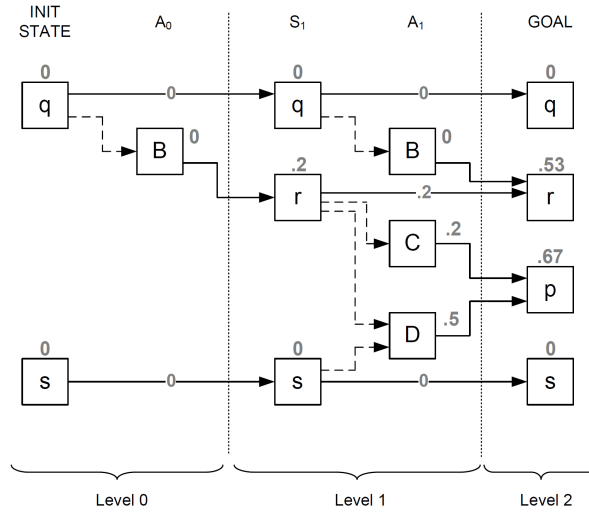 INIT STATE A₀ S₁ A₁ GOAL
0 0 0
q 0 q 0 q
B 0 B 0
.2 .53
r .2 r
C .2
.67
p
D .5
0 0 0
s 0 s 0 s
Level 0 Level 1 Level 2